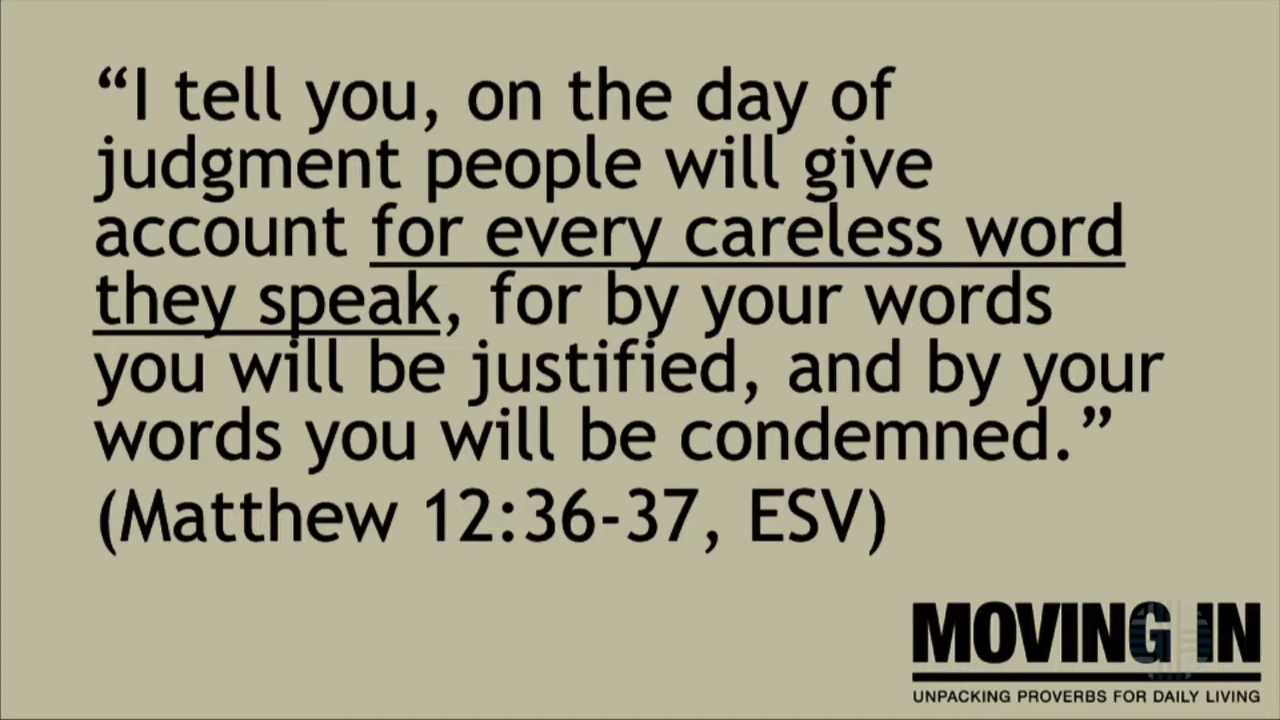 “I tell you, on the day of
judgment people will give
account for every careless word
they speak, for by your words
you will be justified, and by your
words you will be condemned.”
(Matthew 12:36-37, ESV)
MOVING IN
UNPACKING PROVERBS FOR DAILY LIVING